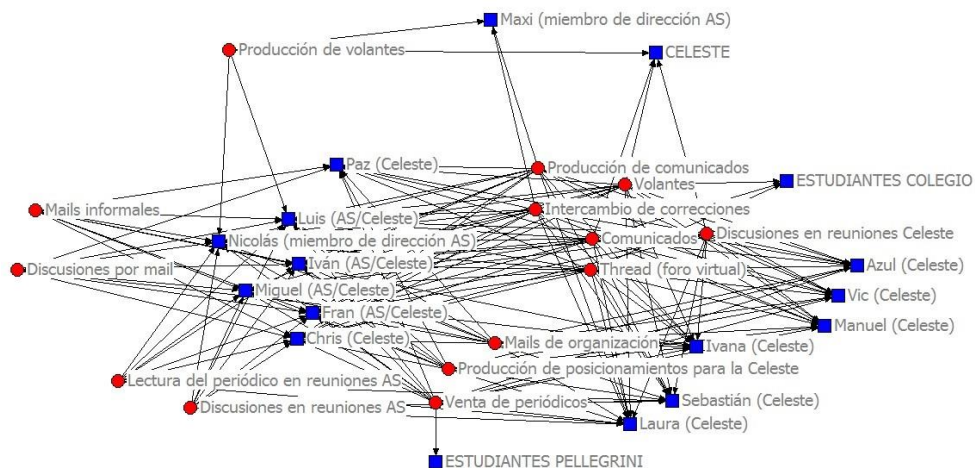 Maxi (miembro de dirección AS)
Producción de volantes
CELESTE
Paz (Celeste)
Producción de comunicados
Volantes
ESTUDIANTES COLEGIO
Mails informales
Luis (AS/Celeste)
Intercambio de correcciones
Nicolás (miembro de dirección AS)
Comunicados
Discusiones en reuniones Celeste
Iván (AS/Celeste)
Discusiones por mail
Thread (foro virtual)
Azul (Celeste)
Miguel (AS/Celeste)
Vic (Celeste)
Fran (AS/Celeste)
Manuel (Celeste)
Chris (Celeste)
Mails de organización
Ivana (Celeste)
Producción de posicionamientos para la Celeste
Lectura del periódico en reuniones AS
Discusiones en reuniones AS
Venta de periódicos
Sebastián (Celeste)
Laura (Celeste)
ESTUDIANTES PELLEGRINI